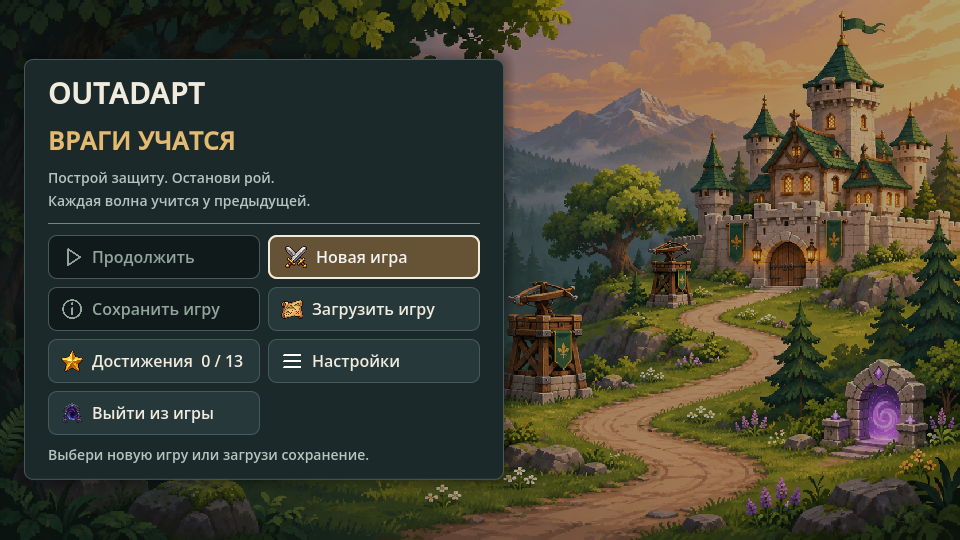 OUTADAPT
ВРАГИ УЧАТСЯ
Построй защиту. Останови рой.
Каждая волна учится у предыдущей.
Продолжить
Новая игра
Сохранить игру
Загрузить игру
Достижения 0 / 13
Настройки
Выйти из игры
Выбери новую игру или загрузи сохранение.